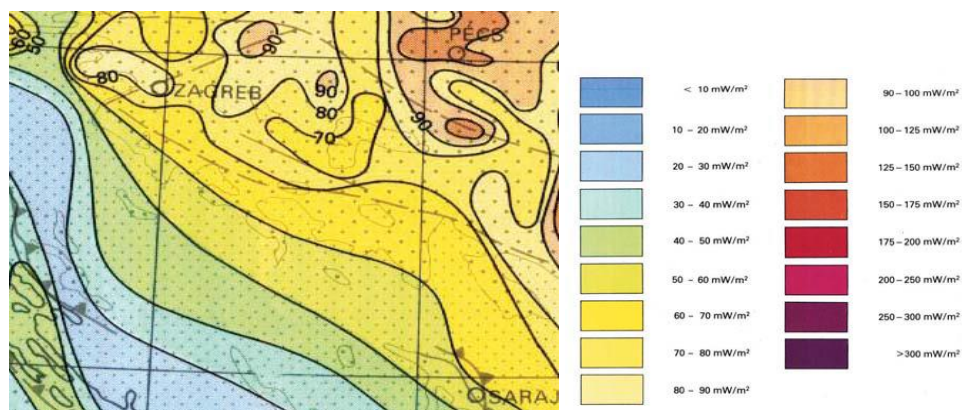 60
50
90
PÉCS
80
ZAGREB
90
80
70
90
SARAJ
< 10 mW/m²
10 – 20 mW/m²
20 – 30 mW/m²
30 – 40 mW/m²
40 – 50 mW/m²
50 – 60 mW/m²
60 – 70 mW/m²
70 – 80 mW/m²
80 – 90 mW/m²
90 – 100 mW/m²
100 – 125 mW/m²
125 – 150 mW/m²
150 – 175 mW/m²
175 – 200 mW/m²
200 – 250 mW/m²
250 – 300 mW/m²
>300 mW/m²